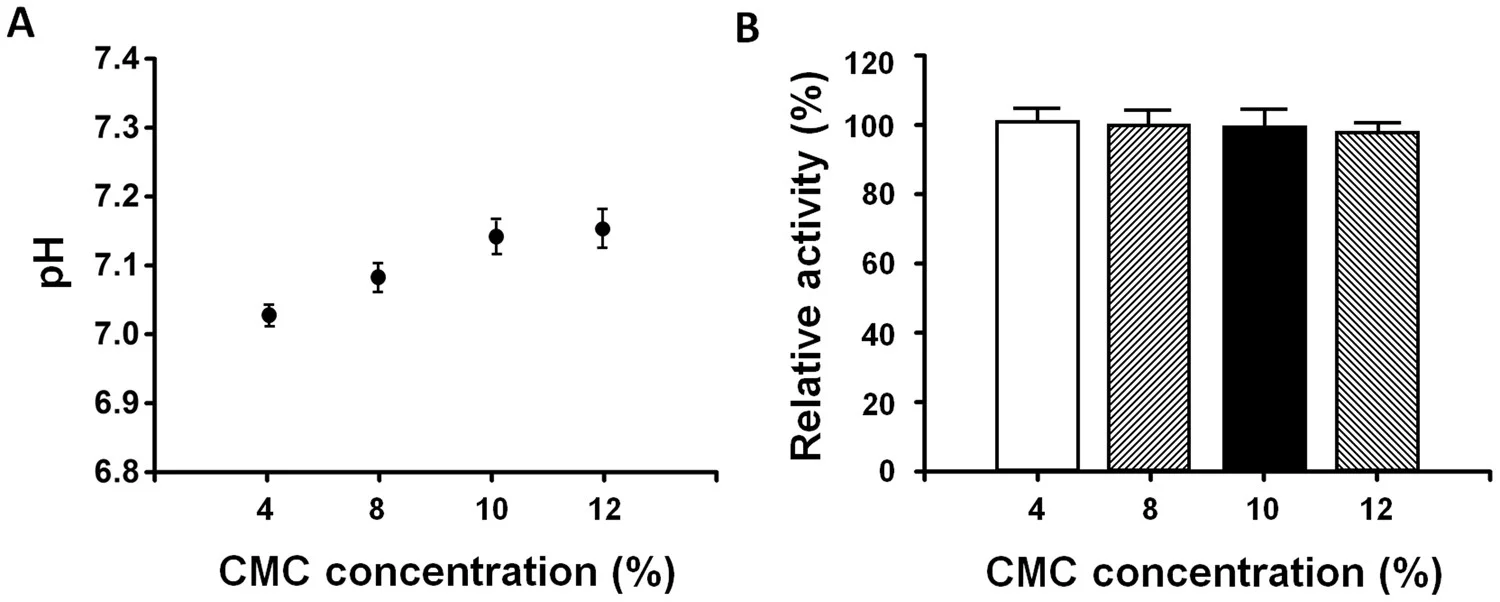 A
7.4
7.3
7.2
7.1
7.0
6.9
6.8
pH
4 8 10 12
CMC concentration (%)
B
120
100
80
60
40
20
0
Relative activity (%)
4 8 10 12
CMC concentration (%)